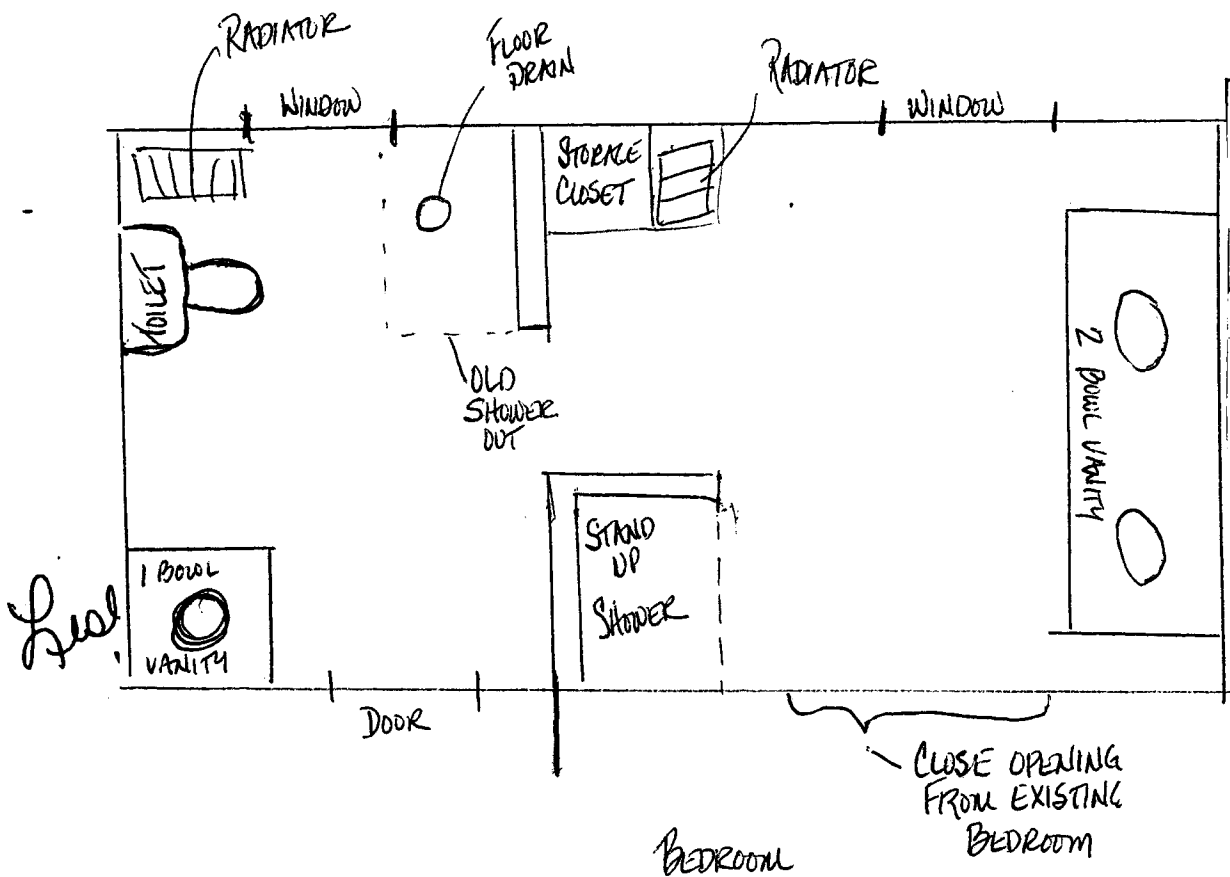 RADIATOR
FLOOR
DRAIN
RADIATOR
WINDOW
WINDOW
STORAGE
CLOSET
TOILET
OLD
SHOWER
OUT
2 BOWL VANITY
STAND
UP
SHOWER
1 BOWL
VANITY
DOOR
CLOSE OPENING
FROM EXISTING
BEDROOM
BEDROOM